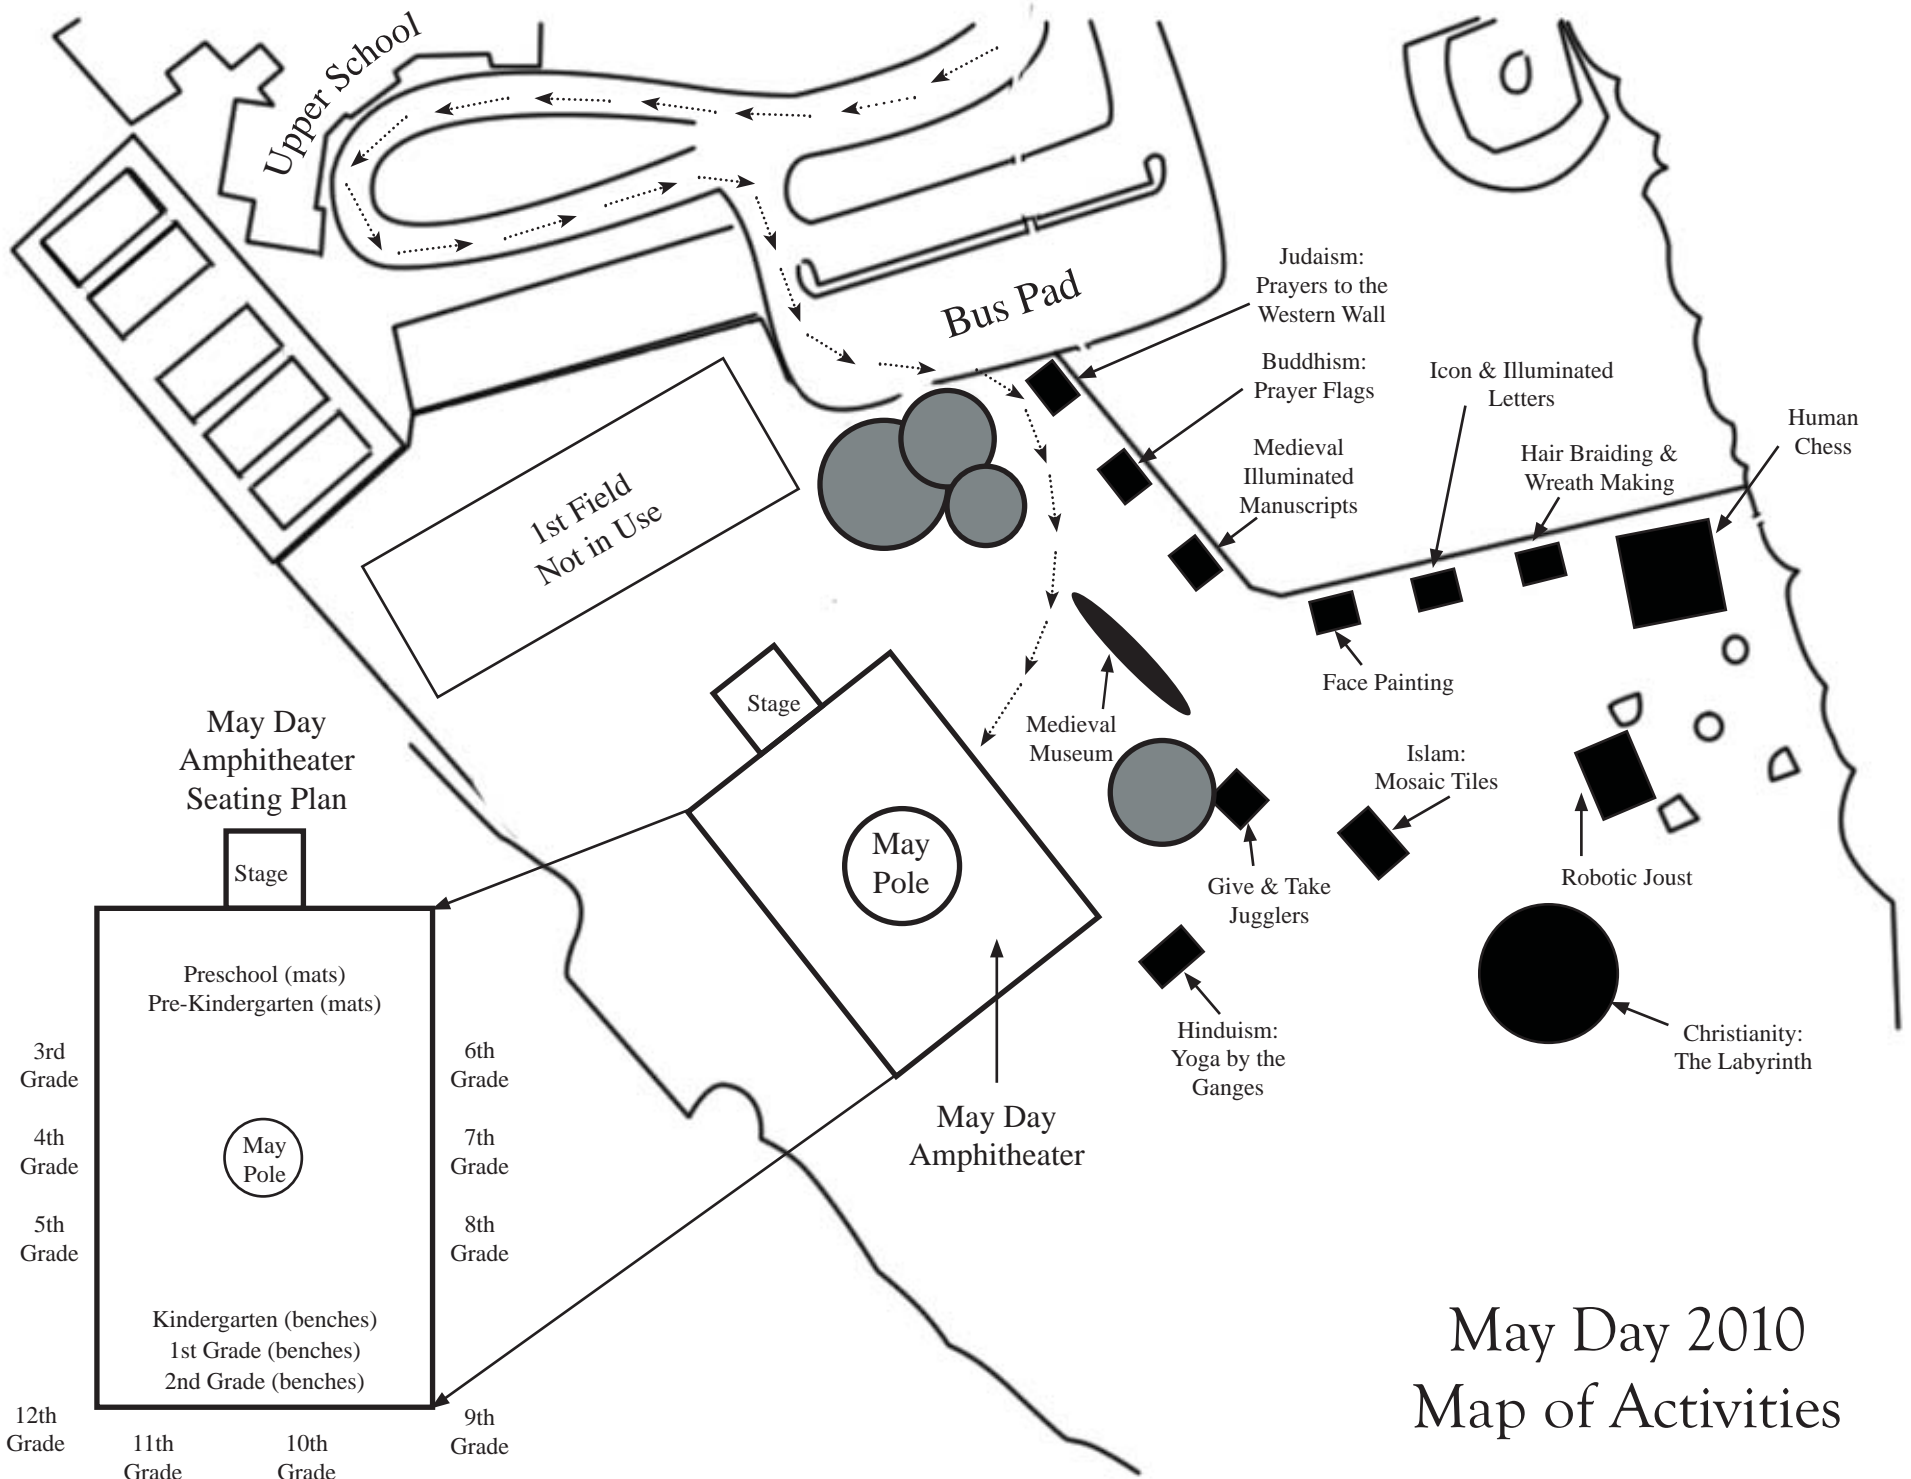 Upper School
Bus Pad
Judaism:
Prayers to the
Western Wall
Buddhism:
Prayer Flags
Medieval
Illuminated
Manuscripts
Icon & Illuminated
Letters
Hair Braiding &
Wreath Making
Human
Chess
1st Field
Not in Use
Face Painting
Stage
Medieval
Museum
May
Pole
Islam:
Mosaic Tiles
Give & Take
Jugglers
Robotic Joust
Hinduism:
Yoga by the
Ganges
Christianity:
The Labyrinth
May Day
Amphitheater
May Day
Amphitheater
Seating Plan
Stage
Preschool (mats)
Pre-Kindergarten (mats)
3rd
Grade
6th
Grade
4th
Grade
May
Pole
7th
Grade
5th
Grade
8th
Grade
Kindergarten (benches)
1st Grade (benches)
2nd Grade (benches)
12th
Grade
11th
Grade
10th
Grade
9th
Grade
May Day 2010
Map of Activities